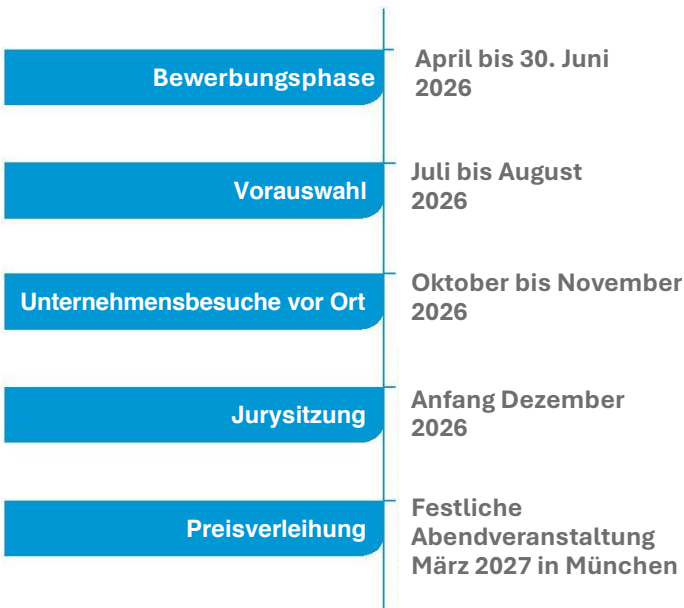 Bewerbungsphase
April bis 30. Juni
2026
Vorauswahl
Juli bis August
2026
Unternehmensbesuche vor Ort
Oktober bis November
2026
Jurysitzung
Anfang Dezember
2026
Preisverleihung
Festliche
Abendveranstaltung
März 2027 in München